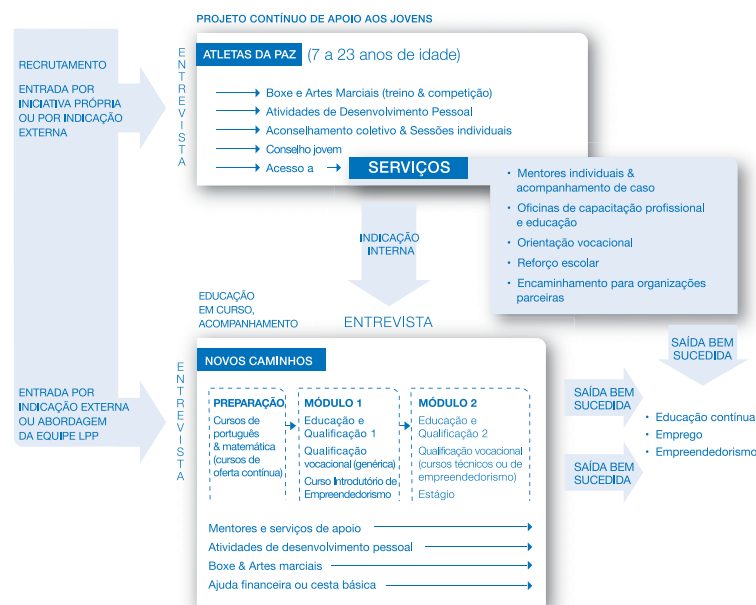 PROJETO CONTÍNUO DE APOIO AOS JOVENS
RECRUTAMENTO
ENTRADA POR
INICIATIVA PRÓPRIA
OU POR INDICAÇÃO
EXTERNA
ENTREVISTA
ATLETAS DA PAZ (7 a 23 anos de idade)
Boxe e Artes Marciais (treino & competição)
Atividades de Desenvolvimento Pessoal
Aconselhamento coletivo & Sessões individuais
Conselho jovem
Acesso a
SERVIÇOS
• Mentores individuais &
acompanhamento de caso
• Oficinas de capacitação profissional
e educação
• Orientação vocacional
• Reforço escolar
• Encaminhamento para organizações
parceiras
INDICAÇÃO
INTERNA
EDUCAÇÃO
EM CURSO,
ACOMPANHAMENTO
ENTREVISTA
ENTRADA POR
INDICAÇÃO EXTERNA
OU ABORDAGEM
DA EQUIPE LPP
ENTREVISTA
NOVOS CAMINHOS
PREPARAÇÃO
Cursos de
português
& matemática
(cursos de
oferta contínua)
MÓDULO 1
Educação e
Qualificação 1
Qualificação
vocacional (genérica)
Curso Introdutório de
Empreendedorismo
MÓDULO 2
Educação e
Qualificação 2
Qualificação vocacional
(cursos técnicos ou de
empreendedorismo)
Estágio
Mentores e serviços de apoio
Atividades de desenvolvimento pessoal
Boxe & Artes marciais
Ajuda financeira ou cesta básica
SAÍDA BEM
SUCEDIDA
SAÍDA BEM
SUCEDIDA
SAÍDA BEM
SUCEDIDA
• Educação contínua
• Emprego
• Empreendedorismo